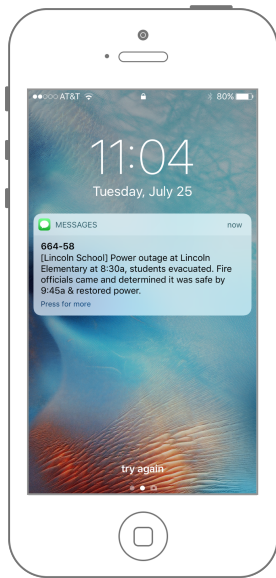 AT&T
80%
11:04
Tuesday, July 25
MESSAGES
now
664-58
[Lincoln School] Power outage at Lincoln
Elementary at 8:30a, students evacuated. Fire
officials came and determined it was safe by
9:45a & restored power.
Press for more
try again